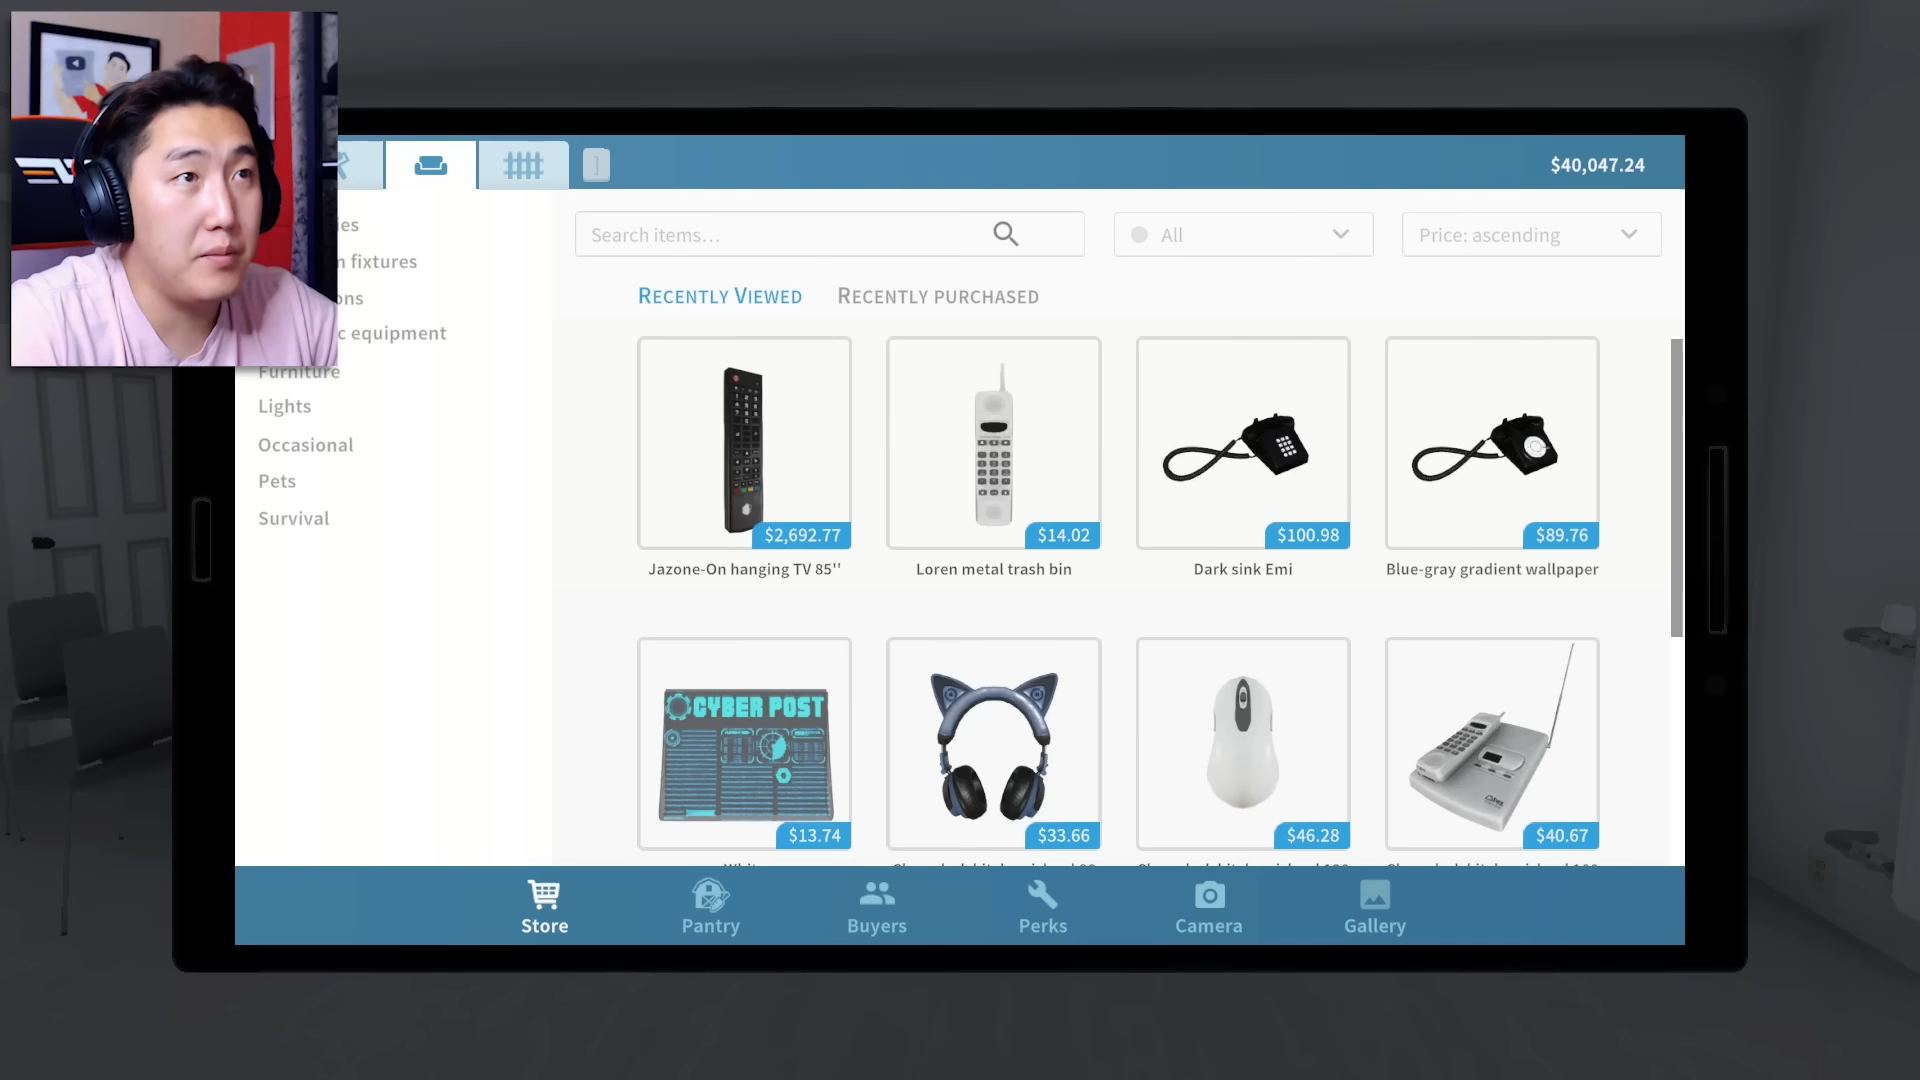 $40,047.24
Search items...
All
Price: ascending
fixtures
equipment
Furniture
Lights
Occasional
Pets
Survival
RECENTLY VIEWED
RECENTLY PURCHASED
$2,692.77
$14.02
$100.98
$89.76
Jazone-On hanging TV 85''
Loren metal trash bin
Dark sink Emi
Blue-gray gradient wallpaper
CYBER POST
$13.74
$33.66
$46.28
$40.67
Store
Pantry
Buyers
Perks
Camera
Gallery